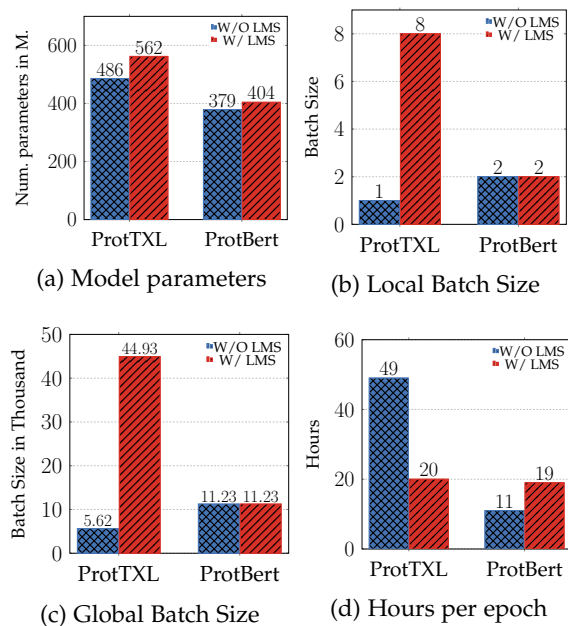 Num. parameters in M.
600
400
200
0
486
562
379
404
W/O LMS
W/ LMS
ProtTXL
ProtBert
(a) Model parameters
Batch Size
8
6
4
2
0
1
8
2
2
W/O LMS
W/ LMS
ProtTXL
ProtBert
(b) Local Batch Size
Batch Size in Thousand
50
40
30
20
10
0
5.62
44.93
11.23
11.23
W/O LMS
W/ LMS
ProtTXL
ProtBert
(c) Global Batch Size
Hours
60
40
20
0
49
20
11
19
W/O LMS
W/ LMS
ProtTXL
ProtBert
(d) Hours per epoch